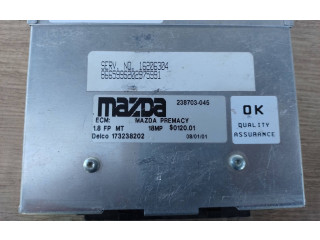 SERV. NO. 16206304
mazda
238703-045
ECM: MAZDA PREMACY
1.8 FP MT 18MP 90120.01
Delco 173238202 08/01/01
OK
QUALITY
ASSURANCE